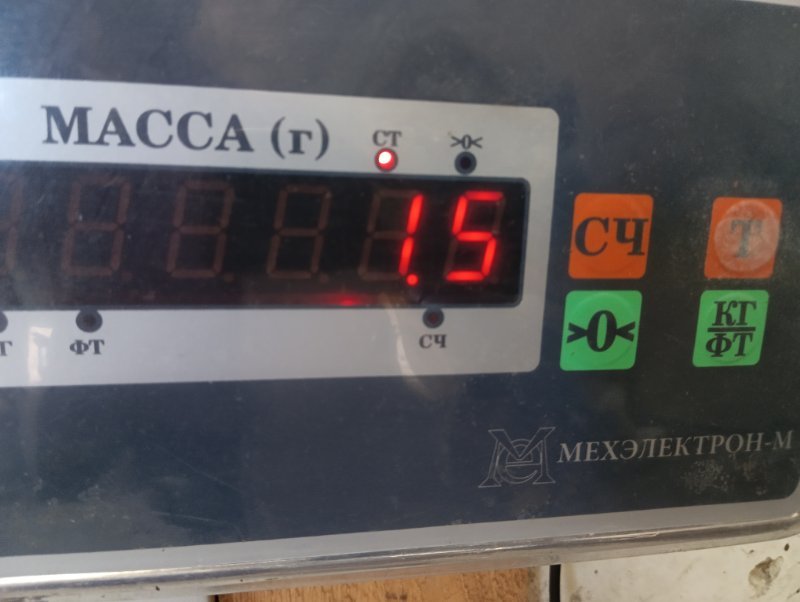 МАССА (г)
СТ >0<
1.5
СЧ Т
>0< КГ
ФТ
ФТ СЧ
МЕХЭЛЕКТРОН-М